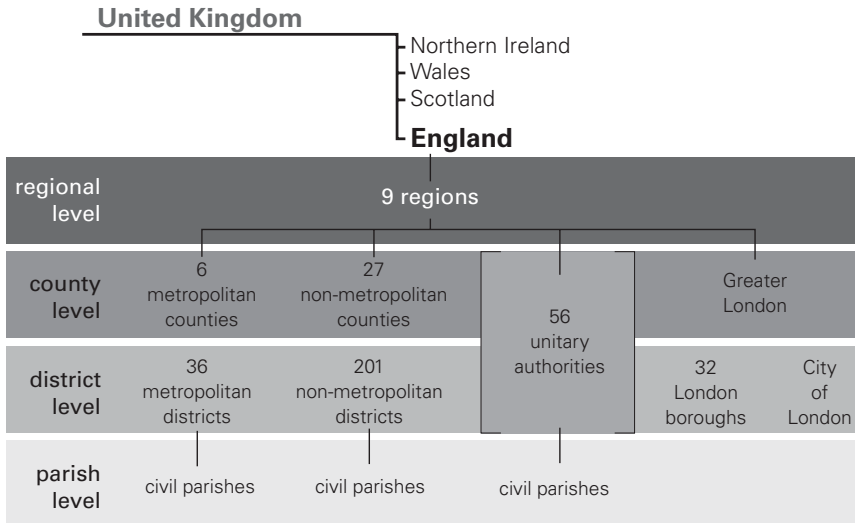 United Kingdom
Northern Ireland
Wales
Scotland
England
regional
level
9 regions
county
level
6
metropolitan
counties
27
non-metropolitan
counties
56
unitary
authorities
Greater
London
district
level
36
metropolitan
districts
201
non-metropolitan
districts
32
London
boroughs
City
of
London
parish
level
civil parishes
civil parishes
civil parishes